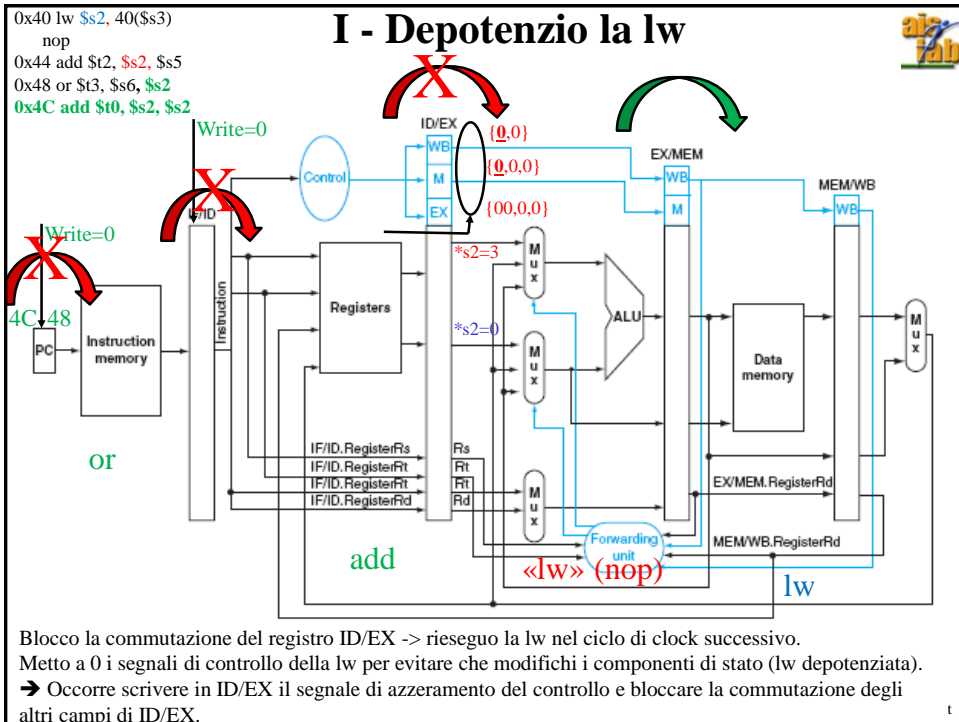 0x40 lw $s2, 40($s3)
nop
0x44 add $t2, $s2, $s5
0x48 or $t3, $s6, $s2
0x4C add $t0, $s2, $s2
I - Depotenzio la lw
ais
lab
X
ID/EX
Write=0
WB
{0,0}
EX/MEM
Control
M
{0,0,0}
WB
MEM/WB
X
EX
{00,0,0}
M
WB
IF/ID
X
Write=0
*s2=3
Mux
4C 48
Instruction
Registers
ALU
Mux
PC
Instruction memory
*s2=0
Mux
Data memory
or
IF/ID.RegisterRs
Rs
IF/ID.RegisterRt
Rt
IF/ID.RegisterRt
Rt
IF/ID.RegisterRd
Rd
Mux
EX/MEM.RegisterRd
add
Forwarding unit
MEM/WB.RegisterRd
«lw» (nop)
lw
Blocco la commutazione del registro ID/EX -> rieseguo la lw nel ciclo di clock successivo.
Metto a 0 i segnali di controllo della lw per evitare che modifichi i componenti di stato (lw depotenziata).
➔ Occorre scrivere in ID/EX il segnale di azzeramento del controllo e bloccare la commutazione degli
altri campi di ID/EX.
t